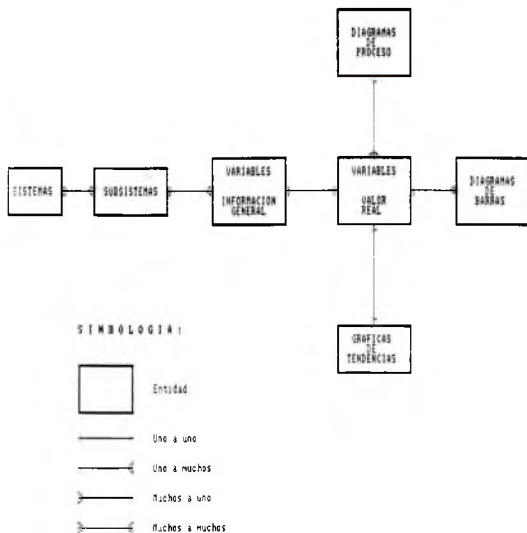 DIAGRAMAS
DE
PROCESO
SISTEMAS
SUBSISTEMAS
VARIABLES
INFORMACION
GENERAL
VARIABLES
VALOR
REAL
DIAGRAMAS
DE
BARRAS
GRAFICAS
DE
TENDENCIAS
SIMBOLOGIA:
Entidad
Uno a uno
Uno a muchos
Muchos a uno
Muchos a muchos